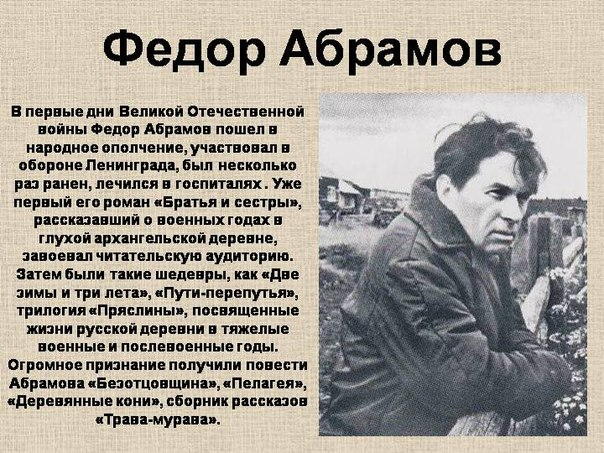 Федор Абрамов
В первые дни Великой Отечественной
войны Федор Абрамов пошел в
народное ополчение, участвовал в
обороне Ленинграда, был несколько
раз ранен, лечился в госпиталях . Уже
первый его роман «Братья и сестры»,
рассказавший о военных годах в
глухой архангельской деревне,
завоевал читательскую аудиторию.
Затем были такие шедевры, как «Две
зимы и три лета», «Пути-перепутья»,
трилогия «Пряслины», посвященные
жизни русской деревни в тяжелые
военные и послевоенные годы.
Огромное признание получили повести
Абрамова «Безотцовщина», «Пелагея»,
«Деревянные кони», сборник рассказов
«Трава-мурава».